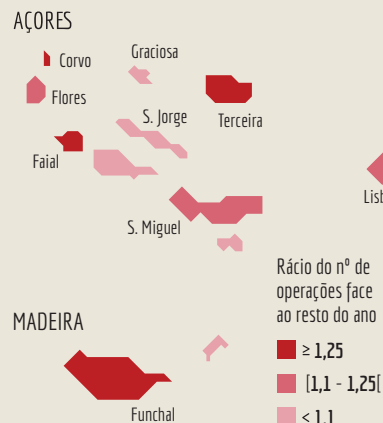 AÇORES
Corvo
Graciosa
Flores
S. Jorge
Terceira
Faial
Lisb
S. Miguel
Rácio do nº de
operações face
ao resto do ano
MADEIRA
≥ 1,25
[1,1 - 1,25[
< 1,1
Funchal